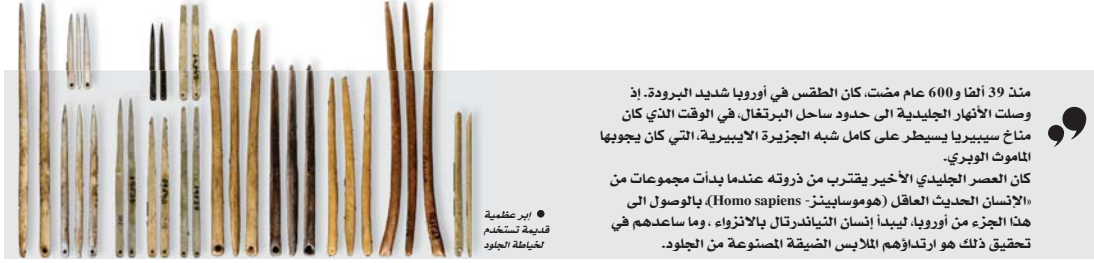 منذ 39 ألفا و600 عام مضت، كان الطقس في أوروبا شديد البرودة. إذ
وصلت الأنهار الجليدية الى حدود ساحل البرتغال، في الوقت الذي كان
مناخ سيبيريا يسيطر على كامل شبه الجزيرة الايبيرية، التي كان يجوبها
الماموث الوبري.
كان العصر الجليدي الأخير يقترب من ذروته عندما بدأت مجموعات من
«الإنسان الحديث العاقل (هوموسابينز- Homo sapiens)، بالوصول الى
هذا الجزء من أوروبا، ليبدأ إنسان النياندرتال بالانزواء ، وما ساعدهم في
تحقيق ذلك هو ارتداؤهم الملابس الضيقة المصنوعة من الجلود.
● إبر عظمية
قديمة تستخدم
لخياطة الجلود